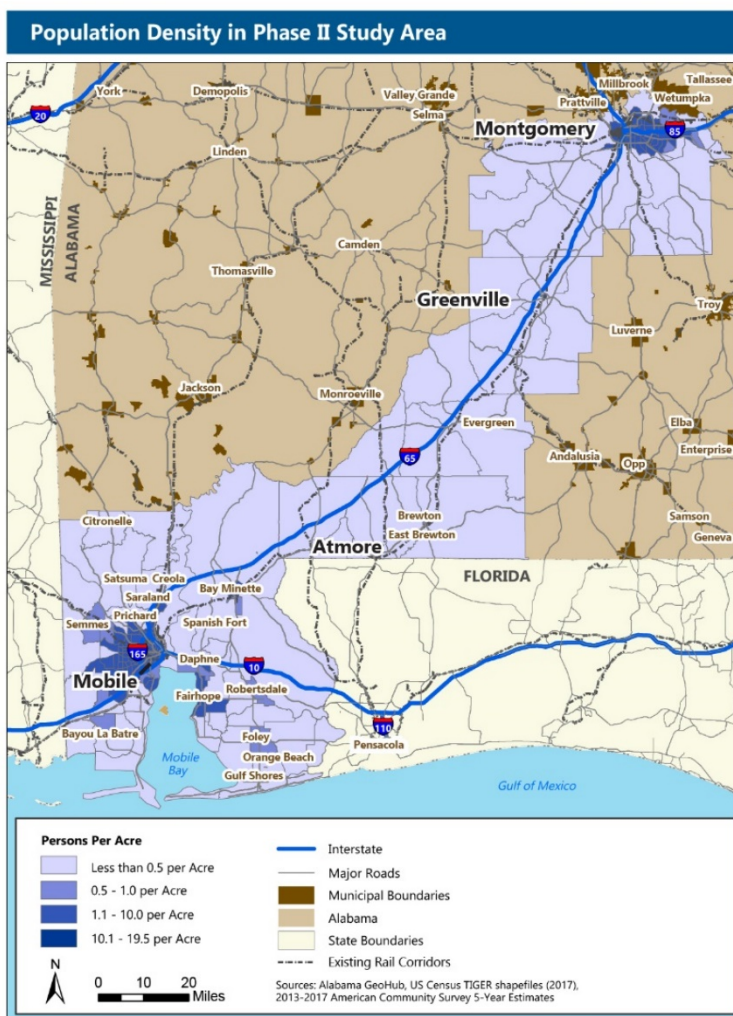 Population Density in Phase II Study Area
Millbrook
Tallassee
York
Demopolis
Valley Grande
Prattville
Wetumpka
20
Selma
Montgomery
85
Linden
MISSISSIPPI
ALABAMA
Camden
Thomasville
Greenville
Troy
Luverne
Jackson
Monroeville
Evergreen
Elba
65
Andalusia
Opp
Enterprise
Citronelle
Brewton
Samson
East Brewton
Geneva
Atmore
Satsuma Creola
FLORIDA
Saraland
Bay Minette
Prichard
Semmes
Spanish Fort
165
Daphne
10
Mobile
Fairhope
Robertsdale
110
Bayou La Batre
Foley
Pensacola
Orange Beach
Mobile
Bay
Gulf Shores
Gulf of Mexico
Persons Per Acre
Less than 0.5 per Acre
0.5 - 1.0 per Acre
1.1 - 10.0 per Acre
10.1 - 19.5 per Acre
N
0 10 20
Miles
Interstate
Major Roads
Municipal Boundaries
Alabama
State Boundaries
Existing Rail Corridors
Sources: Alabama GeoHub, US Census TIGER shapefiles (2017),
2013-2017 American Community Survey 5-Year Estimates